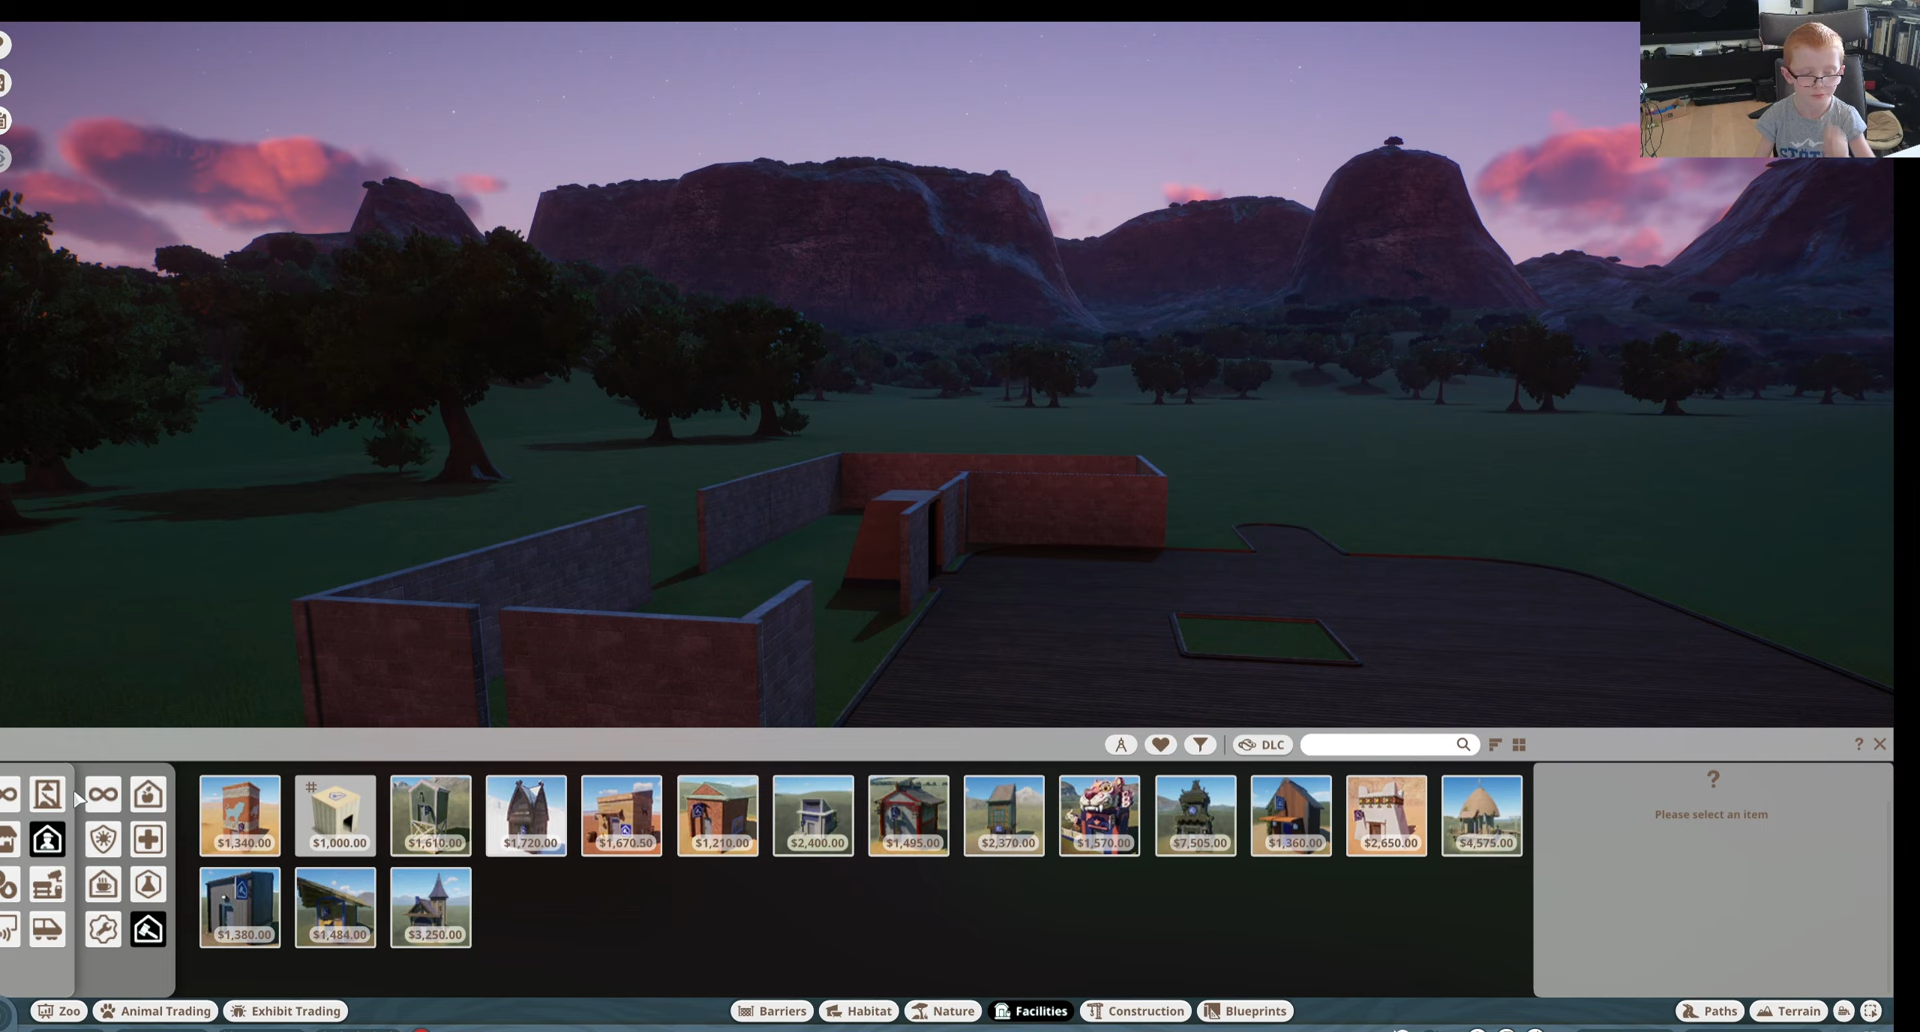 DLC
?
?
Please select an item
#
$1,340.00 $1,000.00 $1,610.00 $1,720.00 $1,670.50 $1,210.00 $2,400.00 $1,495.00 $2,370.00 $1,570.00 $7,505.00 $1,360.00 $2,650.00 $4,575.00
$1,380.00 $1,484.00 $3,250.00
Zoo Animal Trading Exhibit Trading Barriers Habitat Nature Facilities Construction Blueprints Paths Terrain